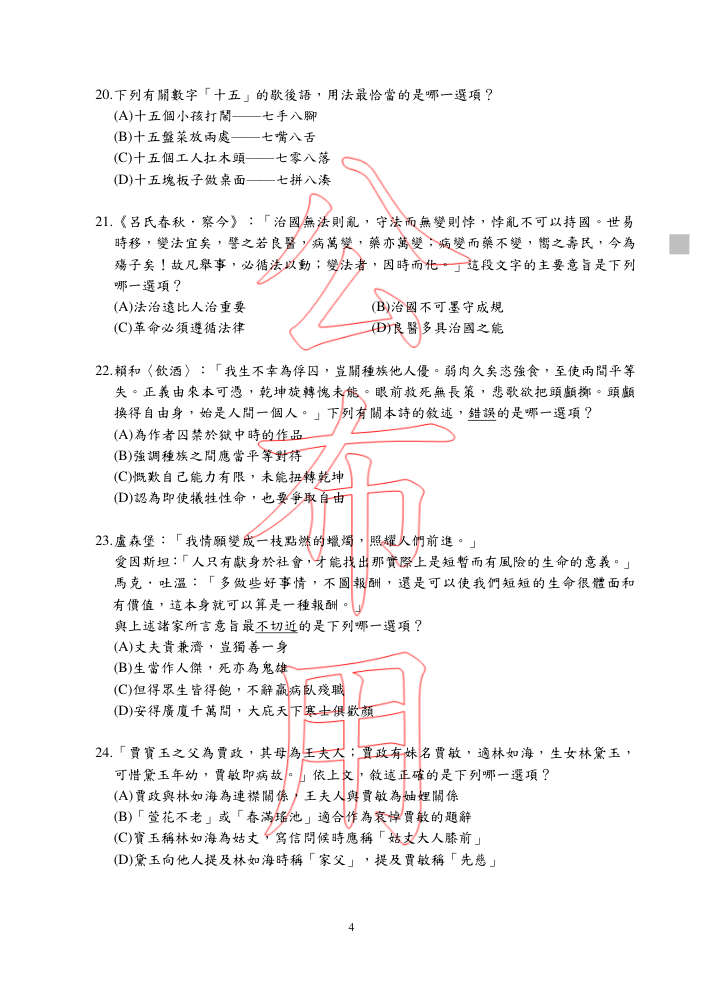 20.下列有關數字「十五」的歇後語，用法最恰當的是哪一選項？
(A)十五個小孩打鬧——七手八腳
(B)十五盤菜放兩處——七嘴八舌
(C)十五個工人扛木頭——七零八落
(D)十五塊板子做桌面——七拼八湊
21.《呂氏春秋．察今》：「治國無法則亂，守法而無變則悖，悖亂不可以持國。世易
時移，變法宜矣，譬之若良醫，病萬變，藥亦萬變；病變而藥不變，嚮之壽民，今為
殤子矣！故凡舉事，必循法以動；變法者，因時而化。」這段文字的主要意旨是下列
哪一選項？
(A)法治遠比人治重要 (B)治國不可墨守成規
(C)革命必須遵循法律 (D)良醫多具治國之能
22.賴和〈飲酒〉：「我生不幸為俘囚，豈關種族他人優。弱肉久矣恣強食，至使兩間平等
失。正義由來本可憑，乾坤旋轉愧未能。眼前救死無長策，悲歌欲把頭顱擲。頭顱
換得自由身，始是人間一個人。」下列有關本詩的敘述，錯誤的是哪一選項？
(A)為作者囚禁於獄中時的作品
(B)強調種族之間應當平等對待
(C)慨歎自己能力有限，未能扭轉乾坤
(D)認為即使犧牲性命，也要爭取自由
23.盧森堡：「我情願變成一枝點燃的蠟燭，照耀人們前進。」
愛因斯坦：「人只有獻身於社會，才能找出那實際上是短暫而有風險的生命的意義。」
馬克．吐溫：「多做些好事情，不圖報酬，還是可以使我們短短的生命很體面和
有價值，這本身就可以算是一種報酬。」
與上述諸家所言意旨最不切近的是下列哪一選項？
(A)丈夫貴兼濟，豈獨善一身
(B)生當作人傑，死亦為鬼雄
(C)但得眾生皆得飽，不辭羸病臥殘職
(D)安得廣廈千萬間，大庇天下寒士俱歡顏
24.「賈寶玉之父為賈政，其母為王夫人；賈政有妹名賈敏，適林如海，生女林黛玉，
可惜黛玉年幼，賈敏即病故。」依上文，敘述正確的是下列哪一選項？
(A)賈政與林如海為連襟關係，王夫人與賈敏為妯娌關係
(B)「萱花不老」或「春滿瑤池」適合作為哀悼賈敏的題辭
(C)寶玉稱林如海為姑丈，寫信問候時應稱「姑丈大人膝前」
(D)黛玉向他人提及林如海時稱「家父」，提及賈敏稱「先慈」
公布用
4